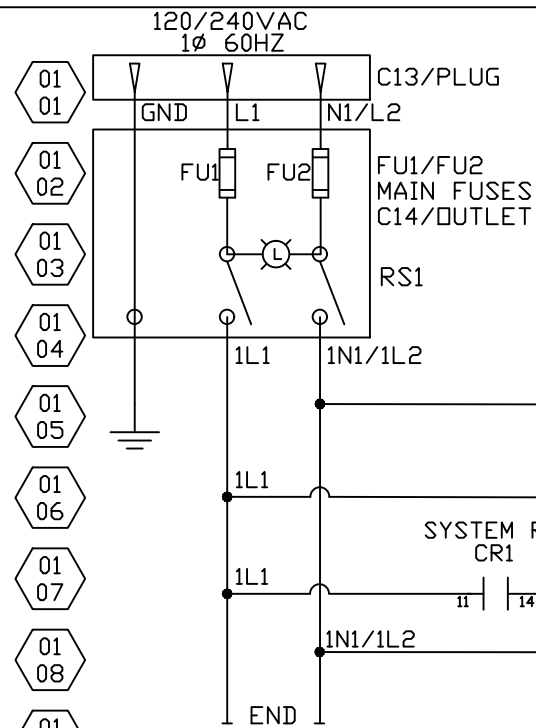 120/240VAC
1Ø 60HZ
01
01
C13/PLUG
GND
L1
N1/L2
01
02
FU1
FU2
FU1/FU2
MAIN FUSES
C14/OUTLET
01
03
L
RS1
01
04
1L1
1N1/1L2
01
05
01
06
1L1
SYSTEM
CR1
01
07
1L1
11
14
01
08
1N1/1L2
01
END